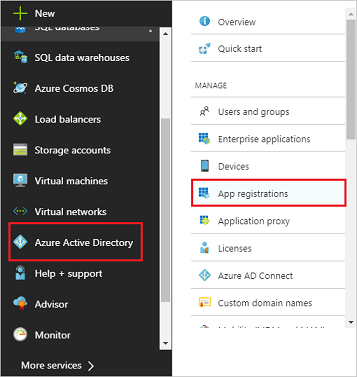 New
SQL databases
SQL data warehouses
Azure Cosmos DB
Load balancers
Storage accounts
Virtual machines
Virtual networks
Azure Active Directory
Help + support
Advisor
Monitor
More services
Overview
Quick start
MANAGE
Users and groups
Enterprise applications
Devices
App registrations
Application proxy
Licenses
Azure AD Connect
Custom domain names